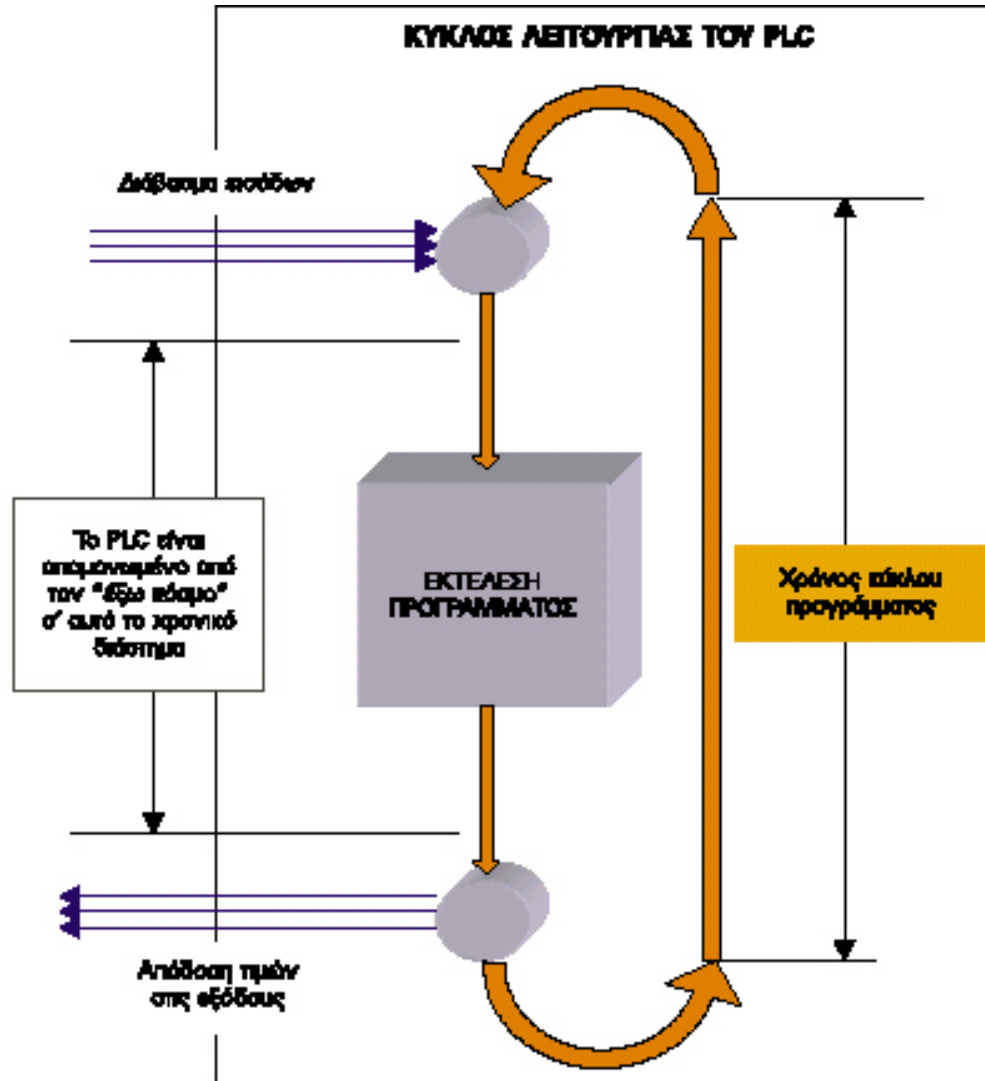 ΚΥΚΛΟΣ ΛΕΙΤΟΥΡΓΙΑΣ ΤΟΥ PLC
Διάβασμα εισόδων
Το PLC είναι
απομονωμένο από
τον "έξω κόσμο"
σ' αυτό το χρονικό
διάστημα
ΕΚΤΕΛΕΣΗ
ΠΡΟΓΡΑΜΜΑΤΟΣ
Χρόνος κύκλου
προγράμματος
Απόδοση τιμών
στις εξόδους